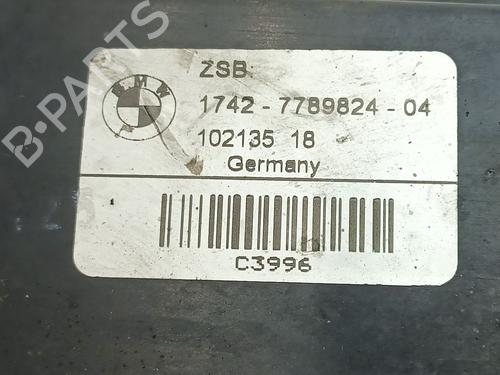 B-PARTS
BMW
ZSB:
1742 - 7789824 - 04
102135 18
Germany
C3996